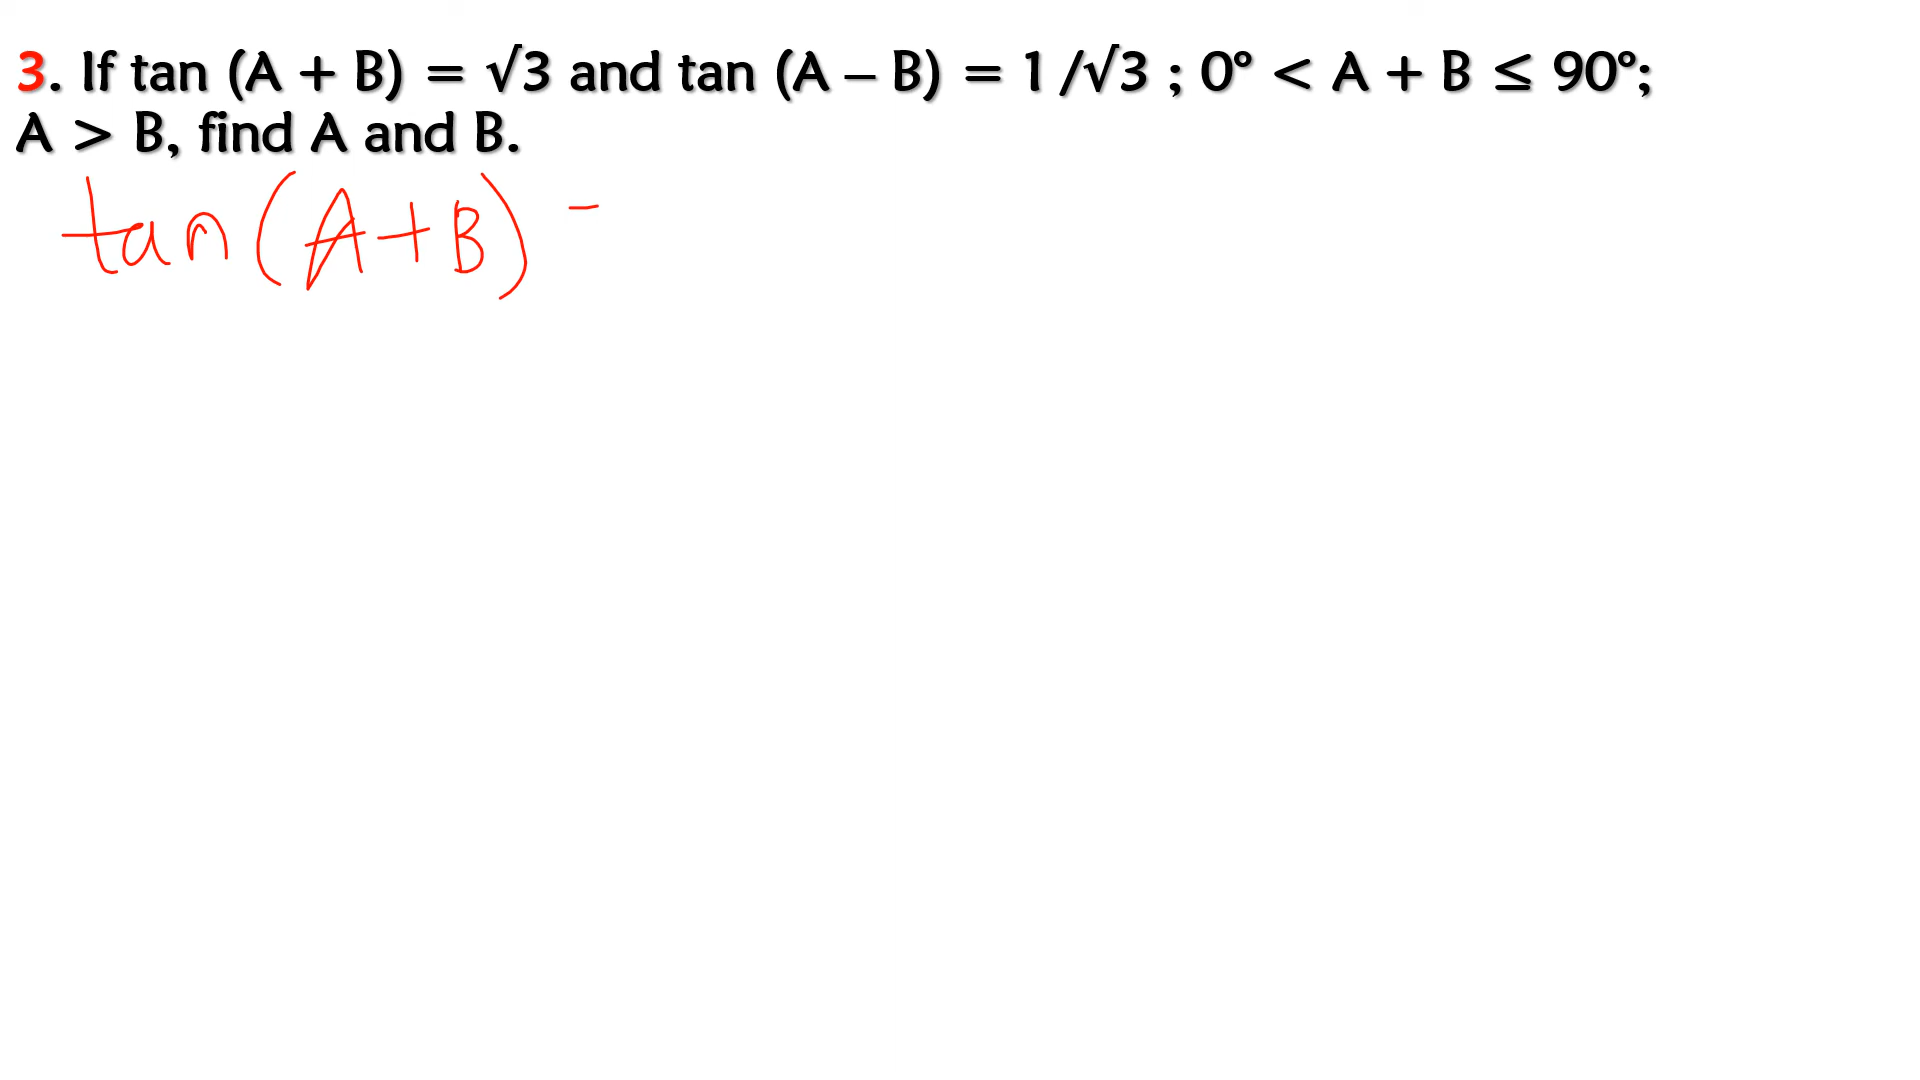 3. If tan (A + B) = √3 and tan (A – B) = 1 /√3 ; 0° < A + B ≤ 90°;
A > B, find A and B.
tan(A+B) -